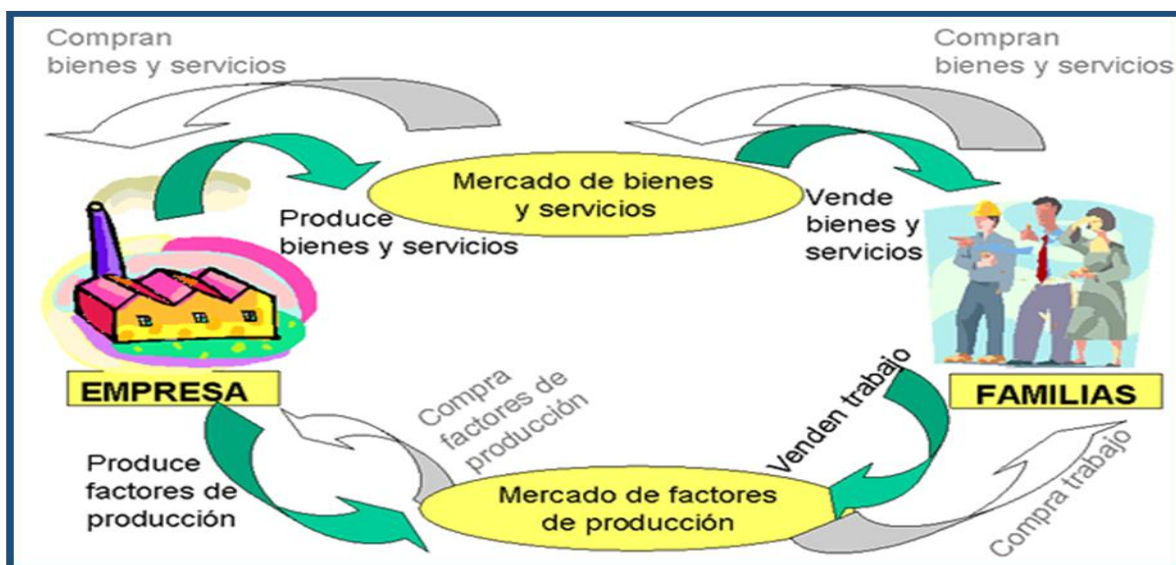 Compran
bienes y servicios
Compran
bienes y servicios
Mercado de bienes
y servicios
Produce
bienes y servicios
Vende
bienes y
servicios
EMPRESA
FAMILIAS
Compra
factores de
producción
Venden trabajo
Produce
factores de
producción
Mercado de factores
de producción
Compra trabajo